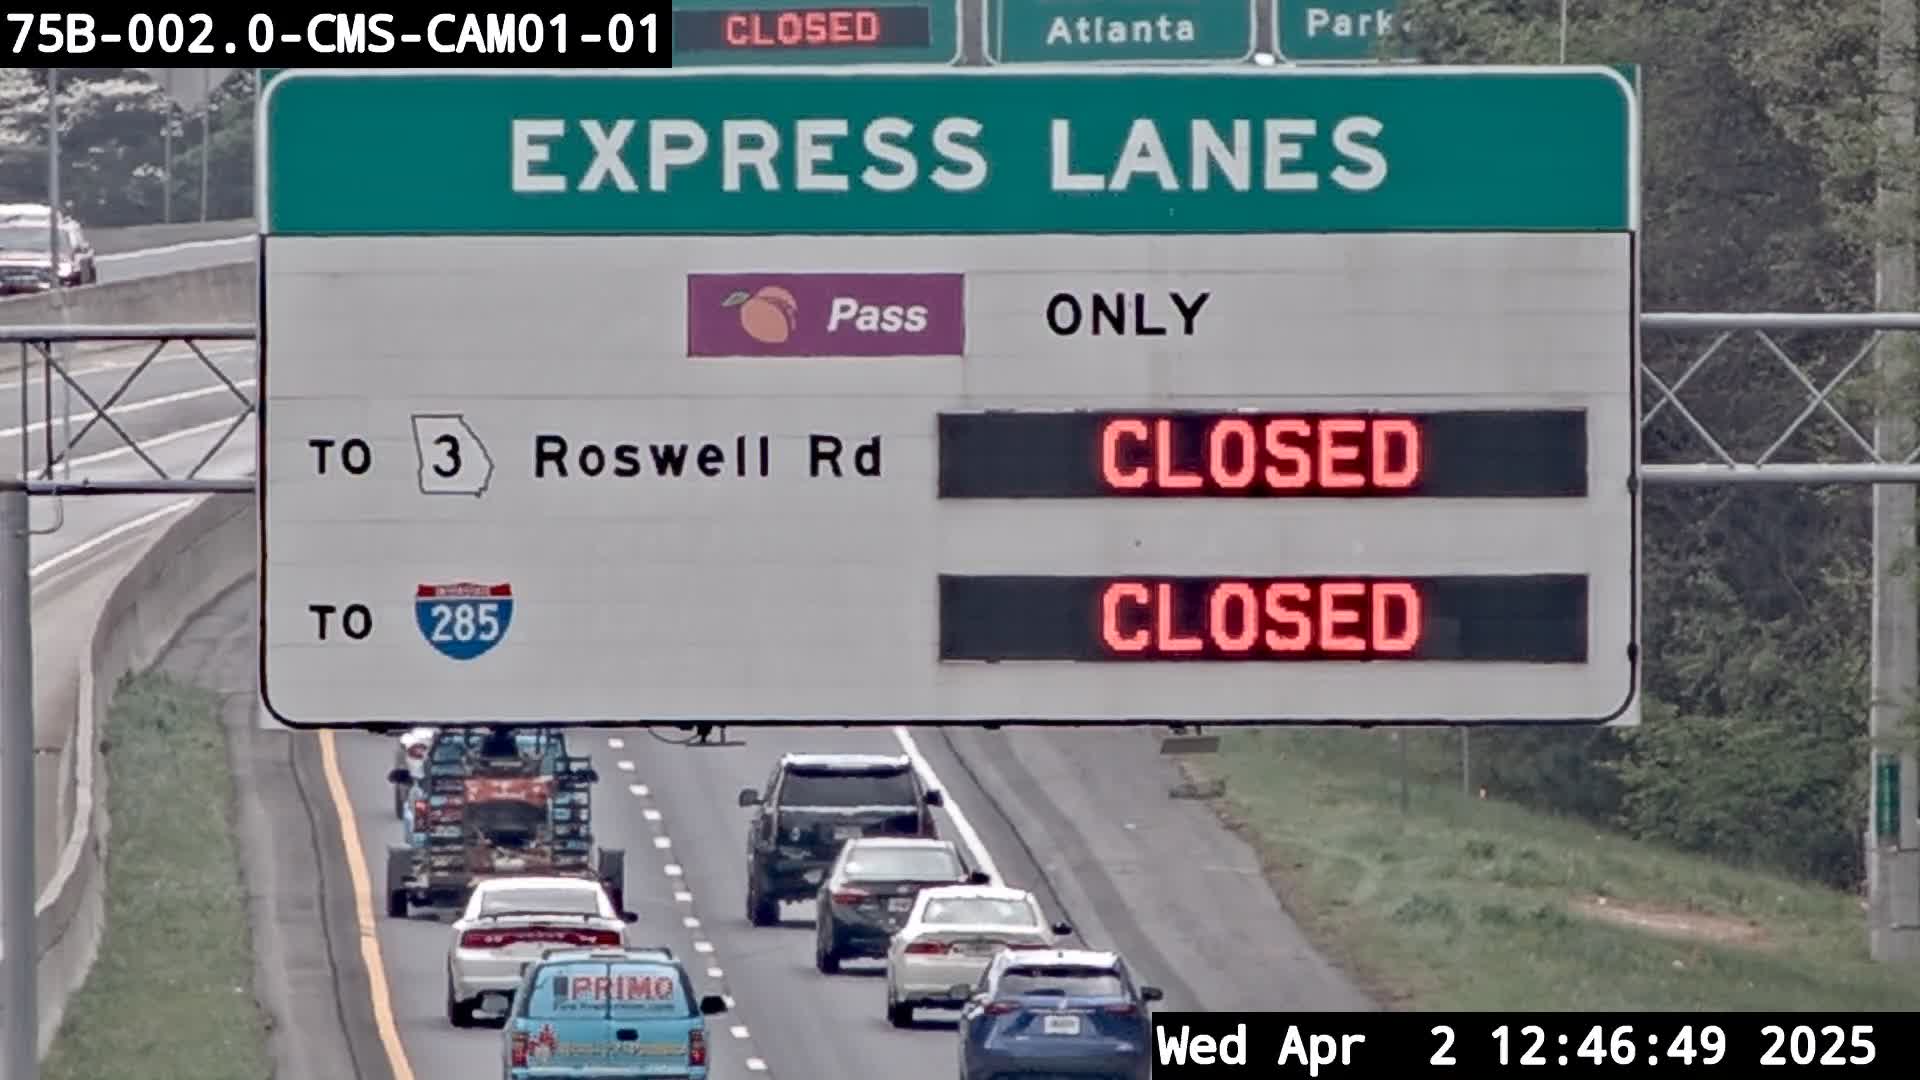 75B-002.0-CMS-CAM01-01
CLOSED
Atlanta
Park
EXPRESS LANES
Pass ONLY
TO 3 Roswell Rd CLOSED
TO INTERSTATE 285 CLOSED
PRIMO
Wed Apr 2 12:46:49 2025